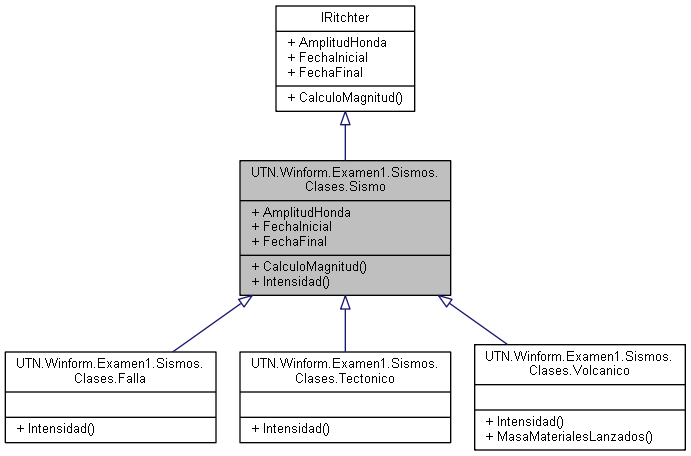 IRitchter
+ AmplitudHonda
+ FechaInicial
+ FechaFinal
+ CalculoMagnitud()
UTN.Winform.Examen1.Sismos.
Clases.Sismo
+ AmplitudHonda
+ FechaInicial
+ FechaFinal
+ CalculoMagnitud()
+ Intensidad()
UTN.Winform.Examen1.Sismos.
Clases.Falla
+ Intensidad()
UTN.Winform.Examen1.Sismos.
Clases.Tectonico
+ Intensidad()
UTN.Winform.Examen1.Sismos.
Clases.Volcanico
+ Intensidad()
+ MasaMaterialesLanzados()